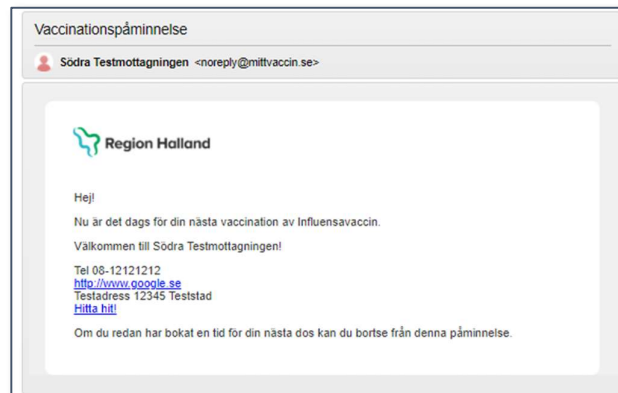 Vaccinationspåminnelse
Södra Testmottagningen <noreply@mittvaccin.se>
Region Halland
Hej!
Nu är det dags för din nästa vaccination av Influensavaccin.
Välkommen till Södra Testmottagningen!
Tel 08-12121212
http://www.google.se
Testadress 12345 Teststad
Hitta hit!
Om du redan har bokat en tid för din nästa dos kan du bortse från denna påminnelse.